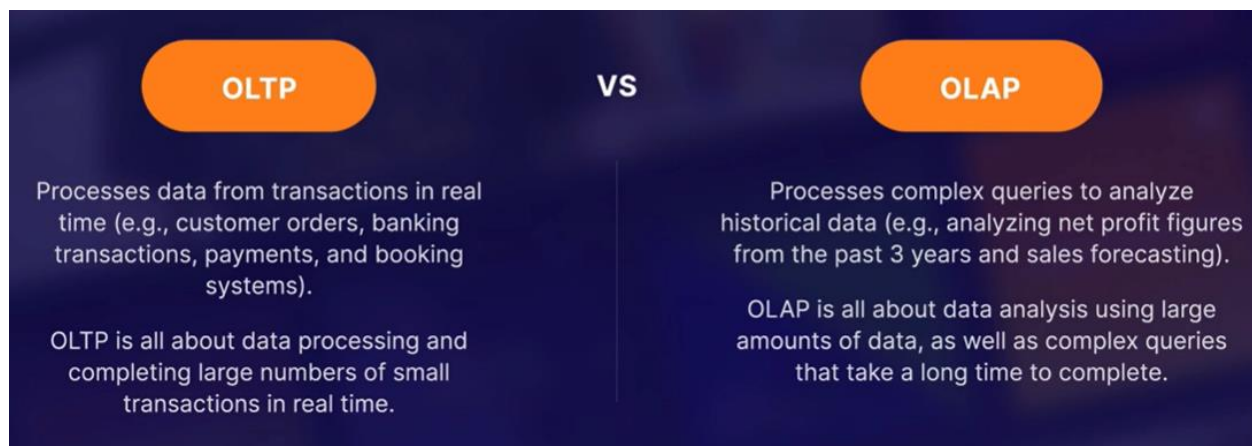 OLTP
VS
OLAP
Processes data from transactions in real
time (e.g., customer orders, banking
transactions, payments, and booking
systems).
OLTP is all about data processing and
completing large numbers of small
transactions in real time.
Processes complex queries to analyze
historical data (e.g., analyzing net profit figures
from the past 3 years and sales forecasting).
OLAP is all about data analysis using large
amounts of data, as well as complex queries
that take a long time to complete.